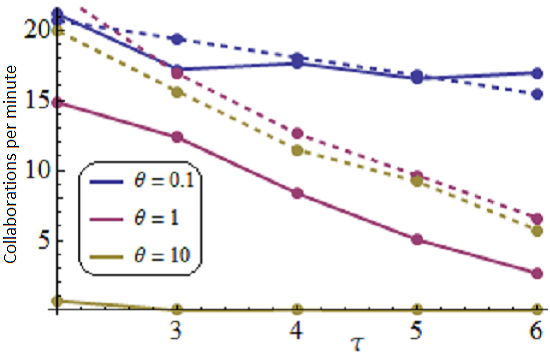 Collaborations per minute
20
15
10
5
θ = 0.1
θ = 1
θ = 10
3 4 5 6
τ